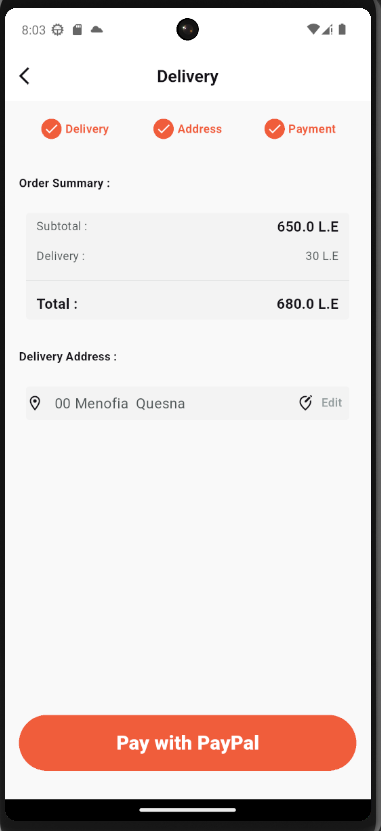 8:03
Delivery
Delivery Address Payment
Order Summary :
Subtotal : 650.0 L.E
Delivery : 30 L.E
Total : 680.0 L.E
Delivery Address :
00 Menofia  Quesna Edit
Pay with PayPal